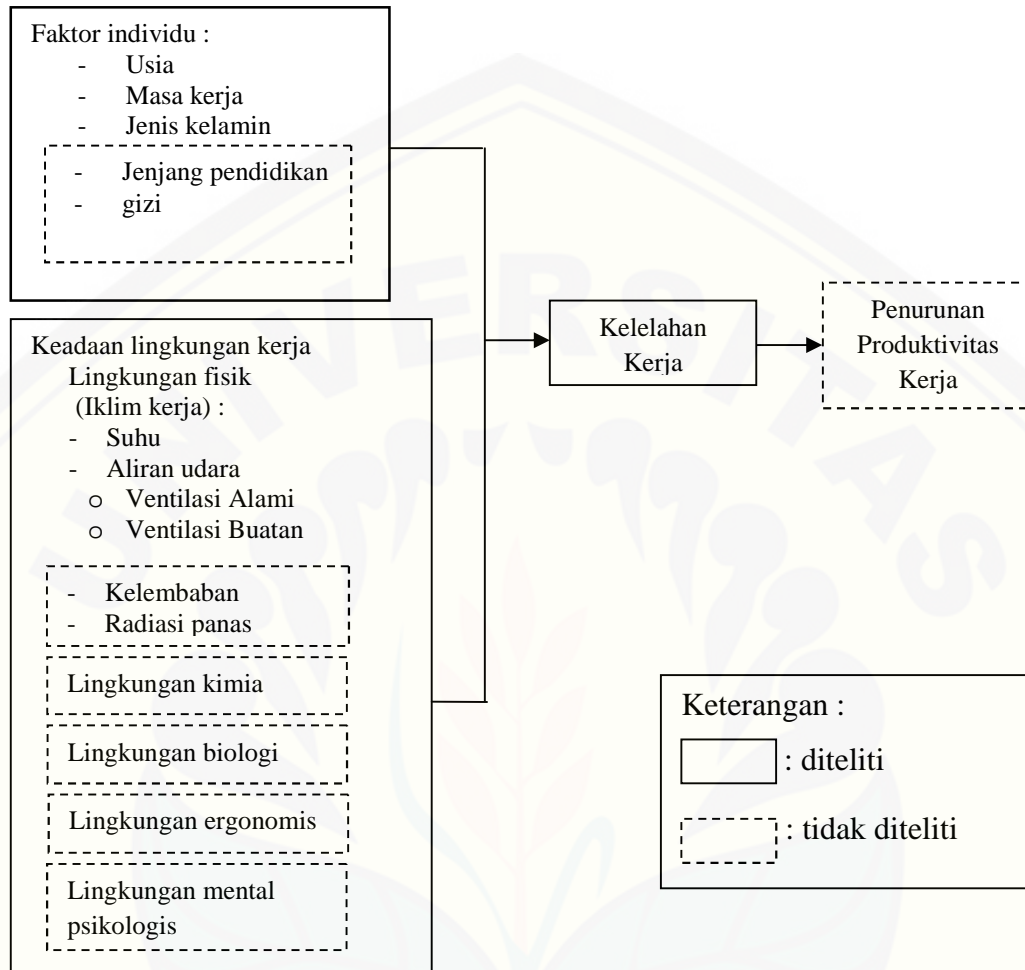 Faktor individu :
- Usia
- Masa kerja
- Jenis kelamin
- Jenjang pendidikan
- gizi
Keadaan lingkungan kerja
Lingkungan fisik
(Iklim kerja) :
- Suhu
- Aliran udara
o Ventilasi Alami
o Ventilasi Buatan
- Kelembaban
- Radiasi panas
Lingkungan kimia
Lingkungan biologi
Lingkungan ergonomis
Lingkungan mental
psikologis
Kelelahan
Kerja
Penurunan
Produktivitas
Kerja
Keterangan :
: diteliti
: tidak diteliti
UNIVERSITAS